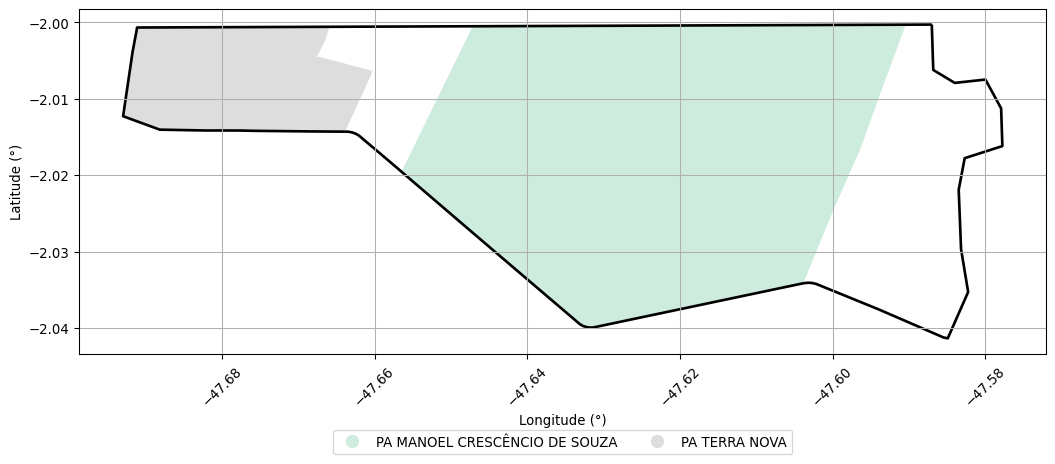 −2.00
−2.01
−2.02
−2.03
−2.04
Latitude (°)
−47.68
−47.66
−47.64
−47.62
−47.60
−47.58
Longitude (°)
PA MANOEL CRESCÊNCIO DE SOUZA
PA TERRA NOVA